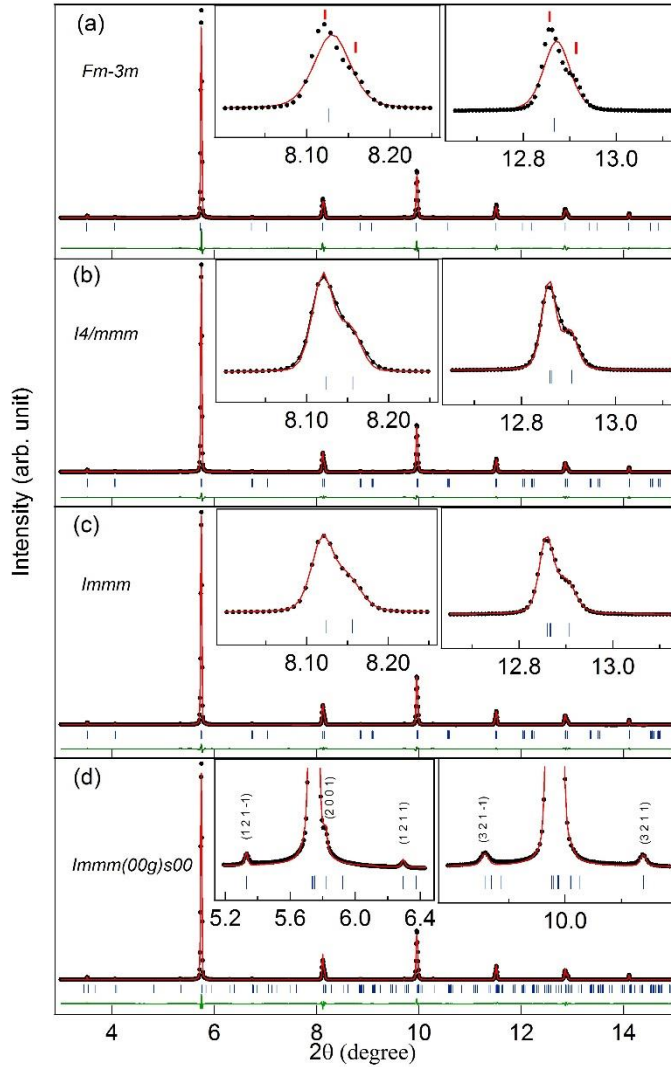 Intensity (arb. unit)
(a)
Fm-3m
8.10 8.20
12.8 13.0
(b)
I4/mmm
8.10 8.20
12.8 13.0
(c)
Immm
8.10 8.20
12.8 13.0
(d)
Immm(00g)s00
(1 2 1 -1)
(2 0 0 1)
(1 2 1 1)
5.2 5.6 6.0 6.4
(3 2 1 -1)
(3 2 1 1)
10.0
4 6 8 10 12 14
2θ (degree)